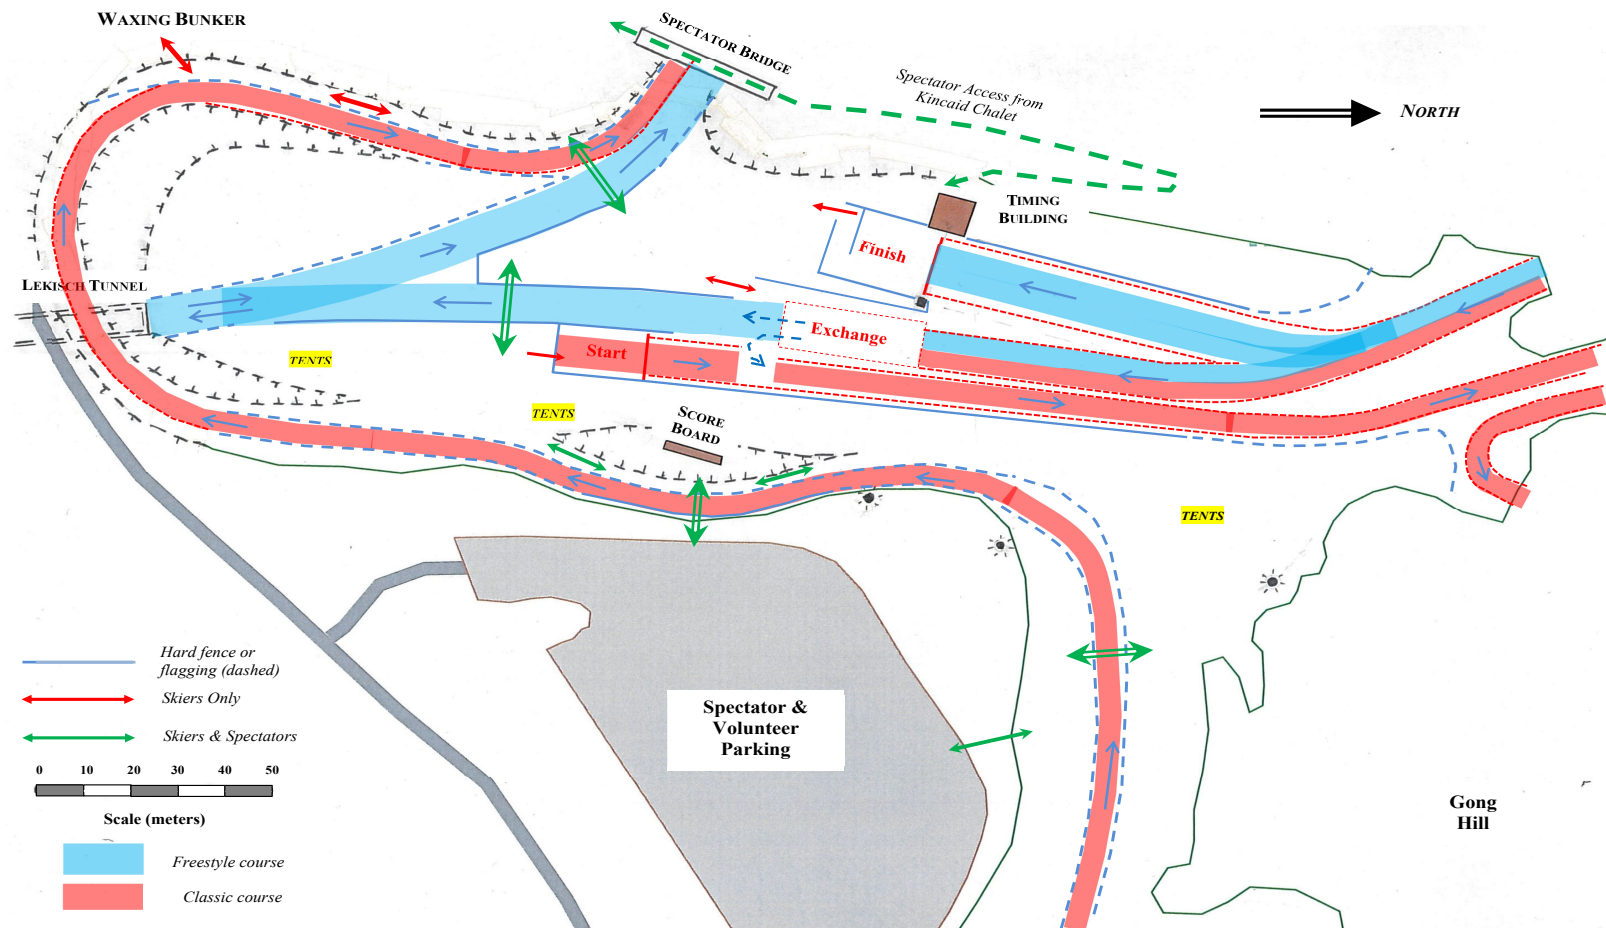 WAXING BUNKER
SPECTATOR BRIDGE
Spectator Access from
Kincaid Chalet
NORTH
TIMING
BUILDING
Finish
LEKISCH TUNNEL
Exchange
Start
TENTS
TENTS
SCORE
BOARD
TENTS
Hard fence or
flagging (dashed)
Skiers Only
Skiers & Spectators
0 10 20 30 40 50
Scale (meters)
Freestyle course
Classic course
Spectator &
Volunteer
Parking
Gong
Hill